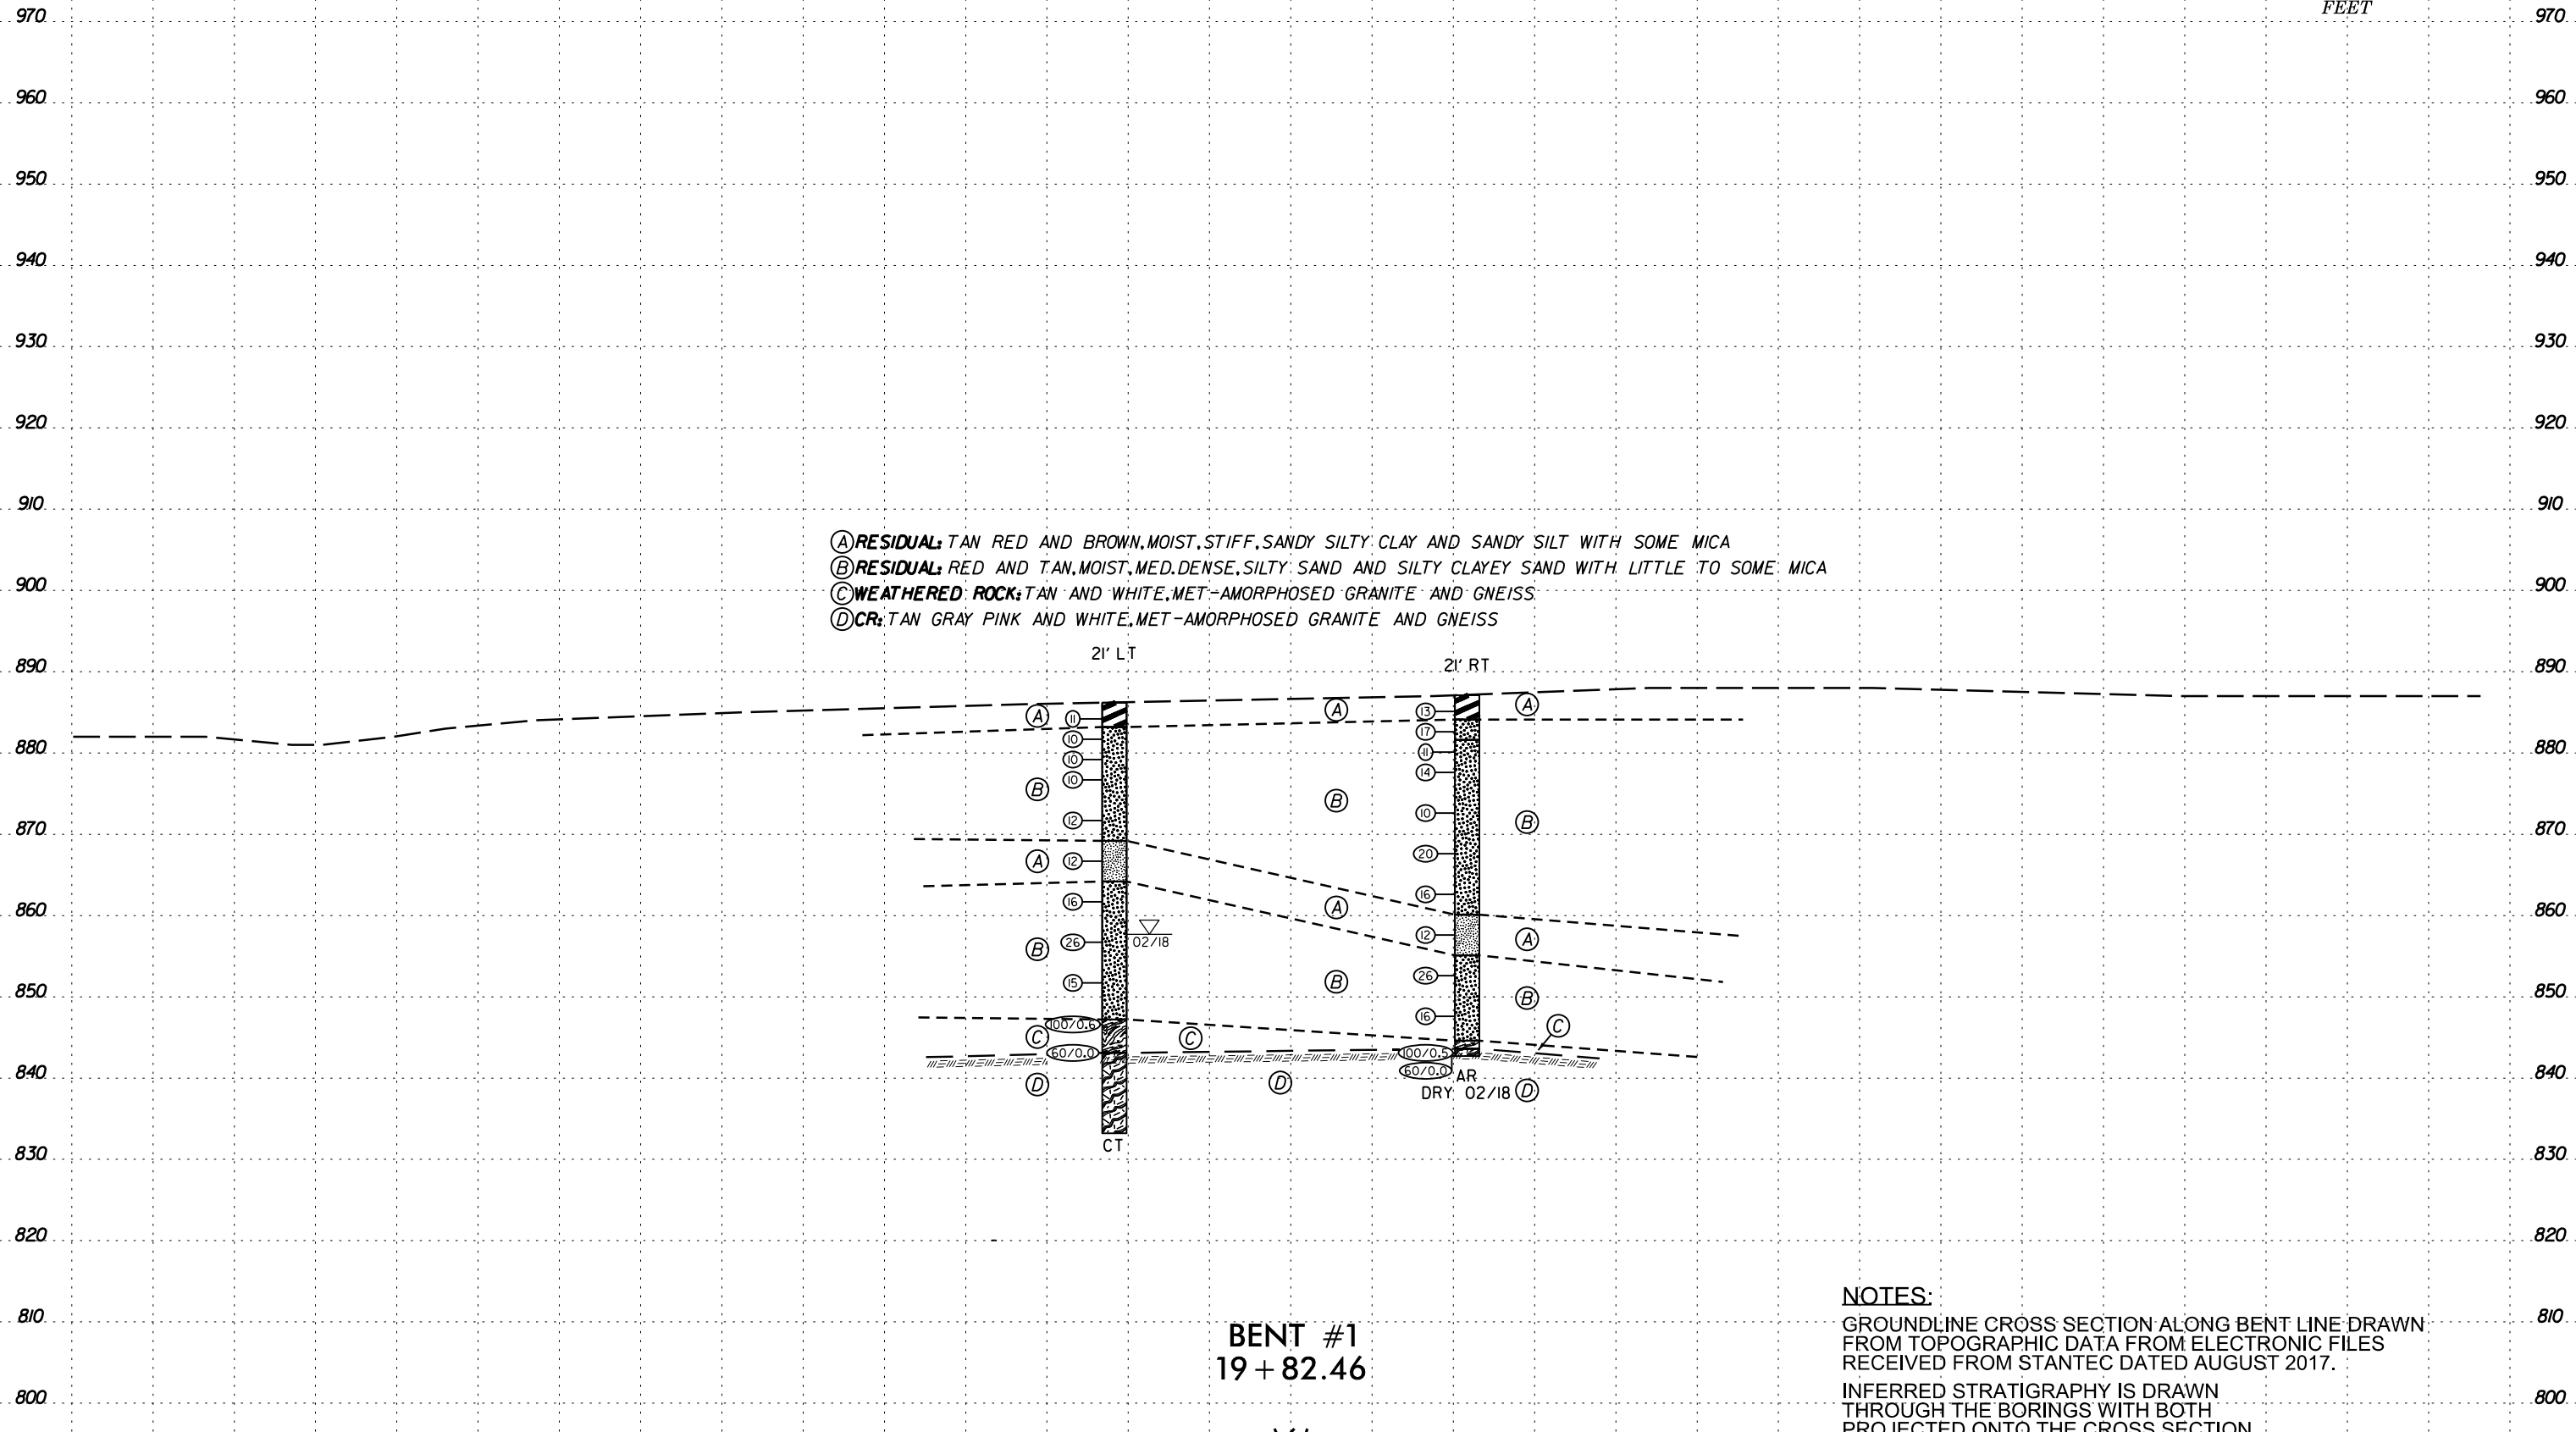 FEET
970 970
960 960
950 950
940 940
930 930
920 920
910 910
Ⓐ RESIDUAL: TAN RED AND BROWN, MOIST, STIFF, SANDY SILTY CLAY AND SANDY SILT WITH SOME MICA
Ⓑ RESIDUAL: RED AND TAN, MOIST, MED. DENSE, SILTY SAND AND SILTY CLAYEY SAND WITH LITTLE TO SOME MICA
900 900
Ⓒ WEATHERED ROCK: TAN AND WHITE, MET-AMORPHOSED GRANITE AND GNEISS
Ⓓ CR: TAN GRAY PINK AND WHITE, MET-AMORPHOSED GRANITE AND GNEISS
21' LT 21' RT
890 890
A 11 A 13 A
10 17
880 880
10 11
10 14
B B
12 10 B
870 870
A 12 20
16 16
860 A 860
02/18
B 26 12 A
15 B 26
850 B 850
16
C 100/0.6 C C
60/0.0 100/0.5
840 60/0.0 AR 840
D D DRY 02/18 D
CT
830 830
820 820
NOTES:
810 810
GROUNDLINE CROSS SECTION ALONG BENT LINE DRAWN
FROM TOPOGRAPHIC DATA FROM ELECTRONIC FILES
RECEIVED FROM STANTEC DATED AUGUST 2017.
BENT #1
19+82.46
INFERRED STRATIGRAPHY IS DRAWN
THROUGH THE BORINGS WITH BOTH
PROJECTED ONTO THE CROSS SECTION
800 800